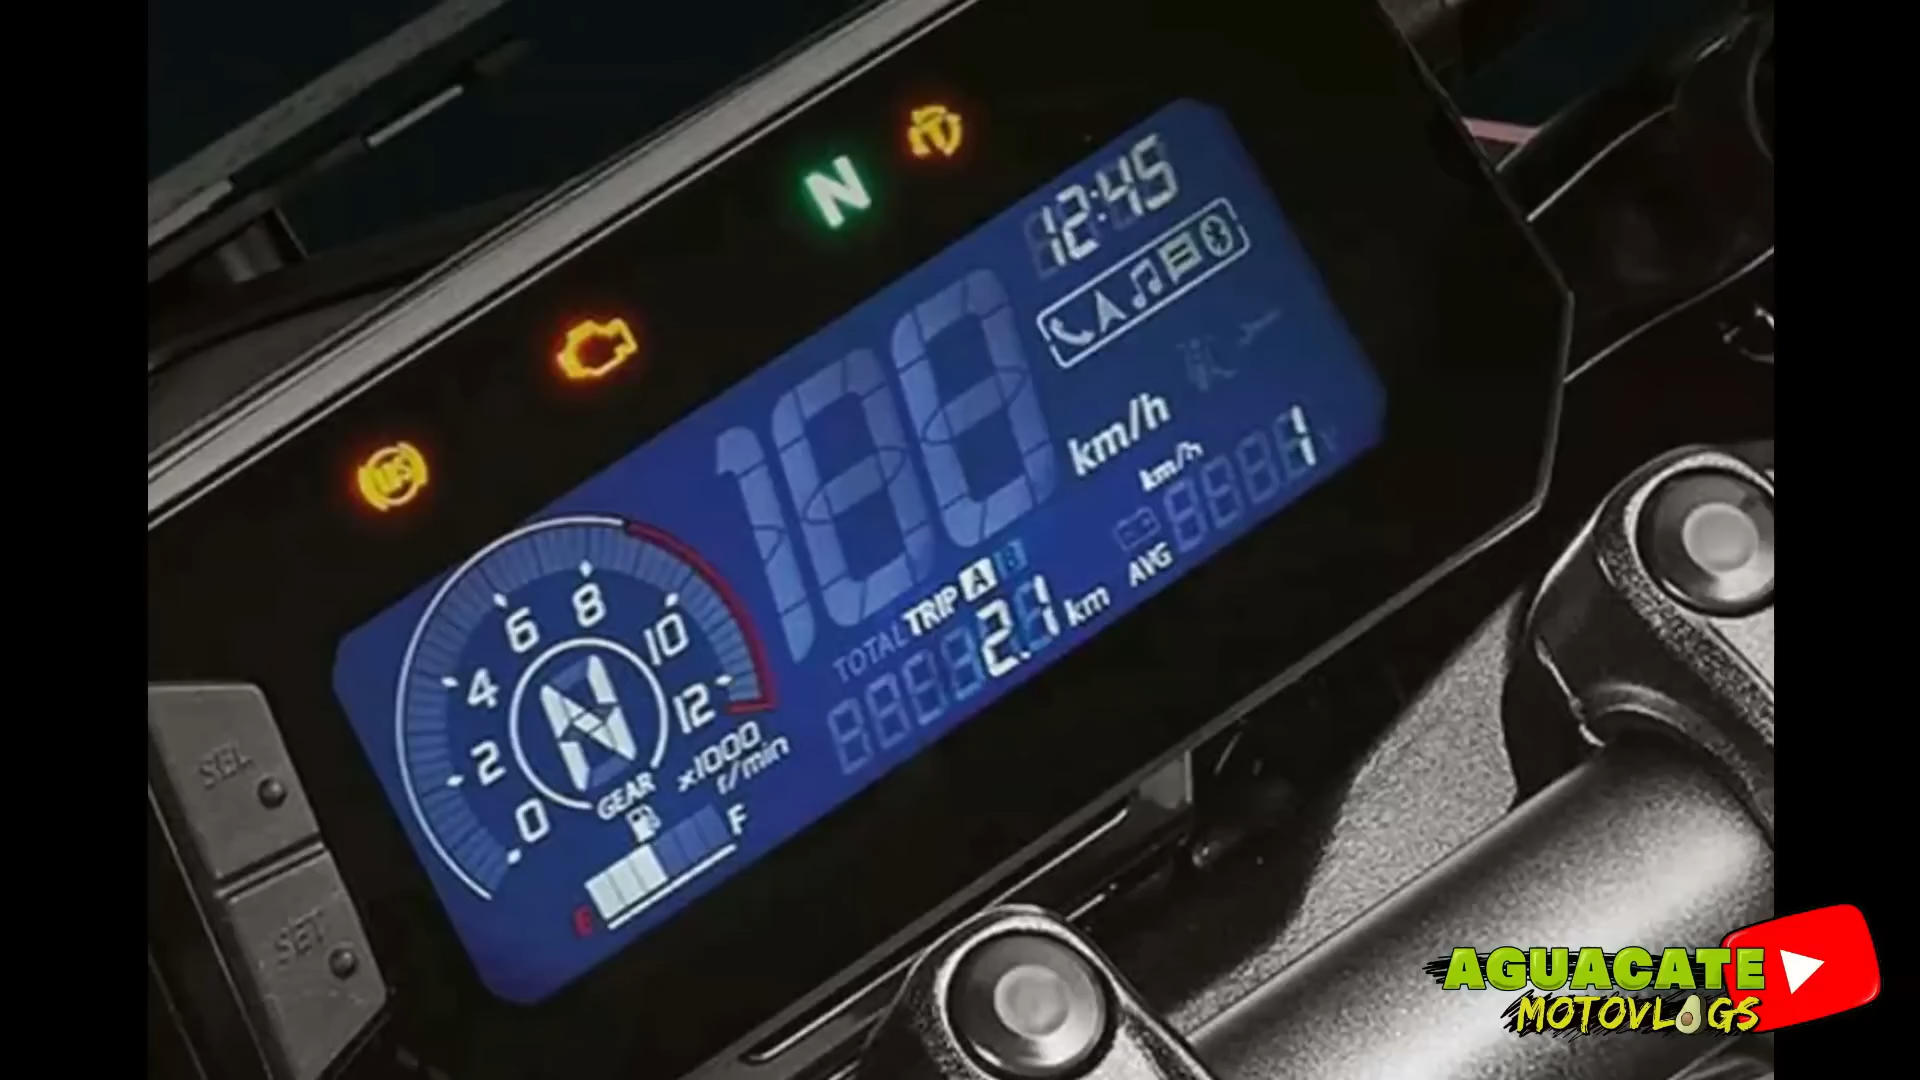 N
12:45
ABS
km/h
km/h
1
AVG
TOTAL TRIP A B
2.1 km
0 2 4 6 8 10 12
N
GEAR
x1000
r/min
E F
SEL
SET
AGUACATE
MOTOVLOGS